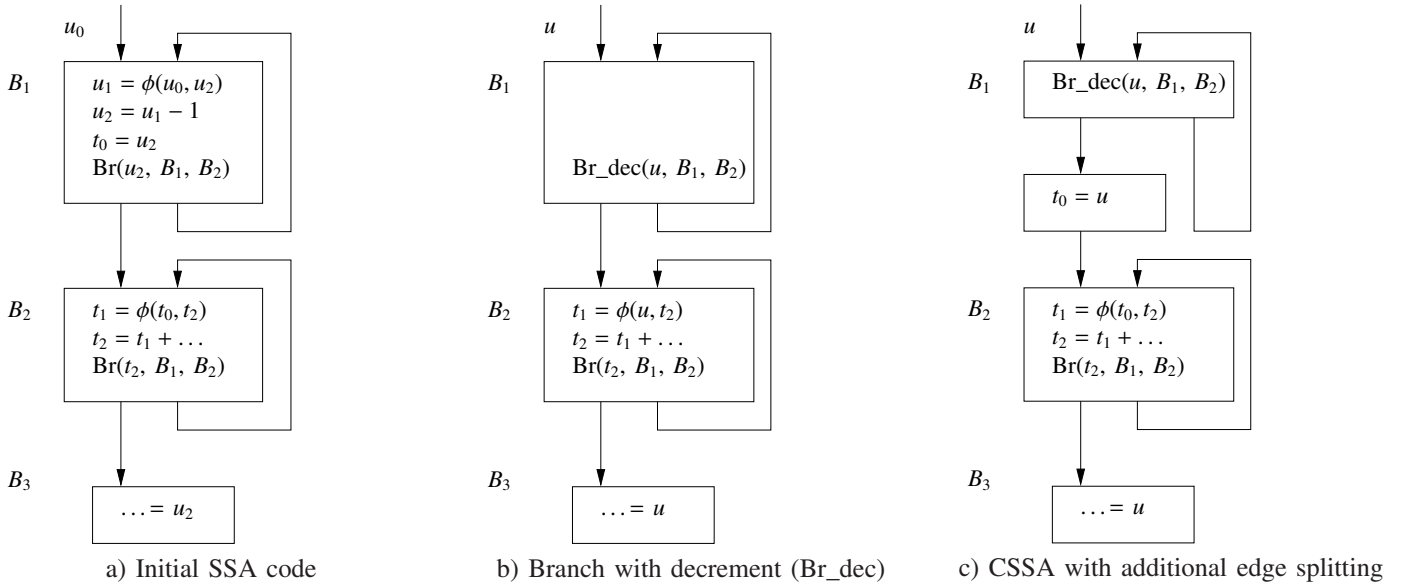 u₀
B₁
u₁ = ϕ(u₀, u₂)
u₂ = u₁ − 1
t₀ = u₂
Br(u₂, B₁, B₂)
B₂
t₁ = ϕ(t₀, t₂)
t₂ = t₁ + . . .
Br(t₂, B₁, B₂)
B₃
. . . = u₂
a) Initial SSA code
u
B₁
Br_dec(u, B₁, B₂)
B₂
t₁ = ϕ(u, t₂)
t₂ = t₁ + . . .
Br(t₂, B₁, B₂)
B₃
. . . = u
b) Branch with decrement (Br_dec)
u
B₁
Br_dec(u, B₁, B₂)
t₀ = u
B₂
t₁ = ϕ(t₀, t₂)
t₂ = t₁ + . . .
Br(t₂, B₁, B₂)
B₃
. . . = u
c) CSSA with additional edge splitting